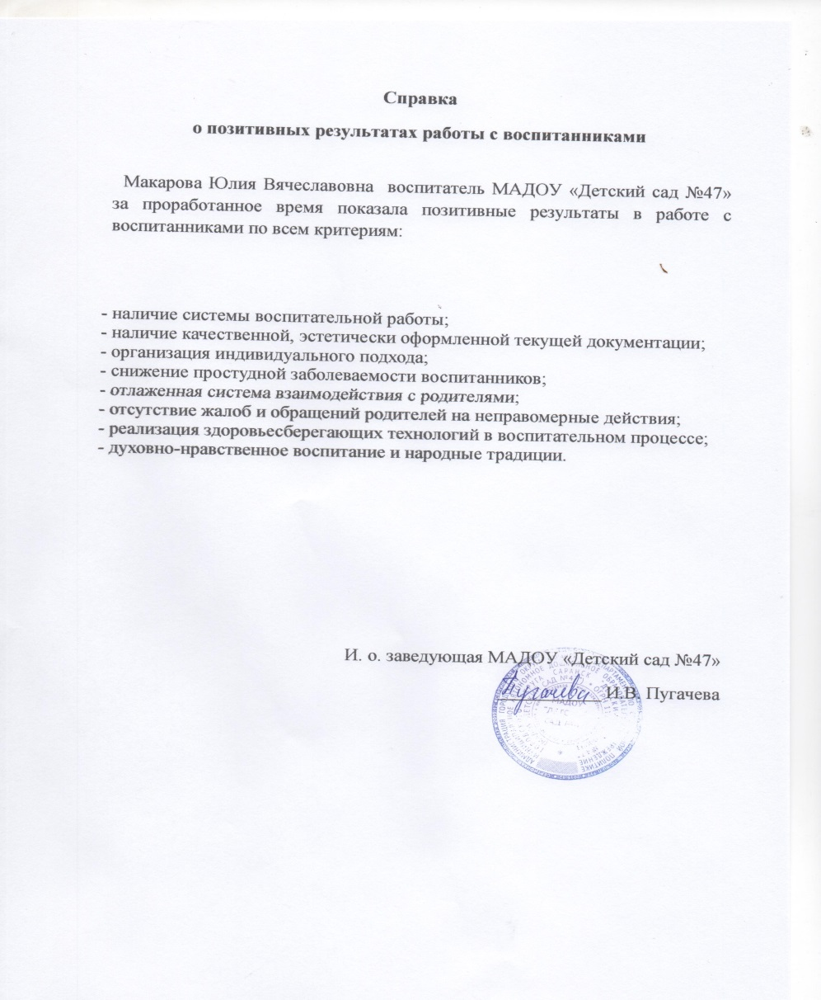 Справка
о позитивных результатах работы с воспитанниками
Макарова Юлия Вячеславовна воспитатель МАДОУ «Детский сад №47»
за проработанное время показала позитивные результаты в работе с
воспитанниками по всем критериям:
- наличие системы воспитательной работы;
- наличие качественной, эстетически оформленной текущей документации;
- организация индивидуального подхода;
- снижение простудной заболеваемости воспитанников;
- отлаженная система взаимодействия с родителями;
- отсутствие жалоб и обращений родителей на неправомерные действия;
- реализация здоровьесберегающих технологий в воспитательном процессе;
- духовно-нравственное воспитание и народные традиции.
И. о. заведующая МАДОУ «Детский сад №47»
Пугачева И.В. Пугачева
САРАНСК
МАДОУ